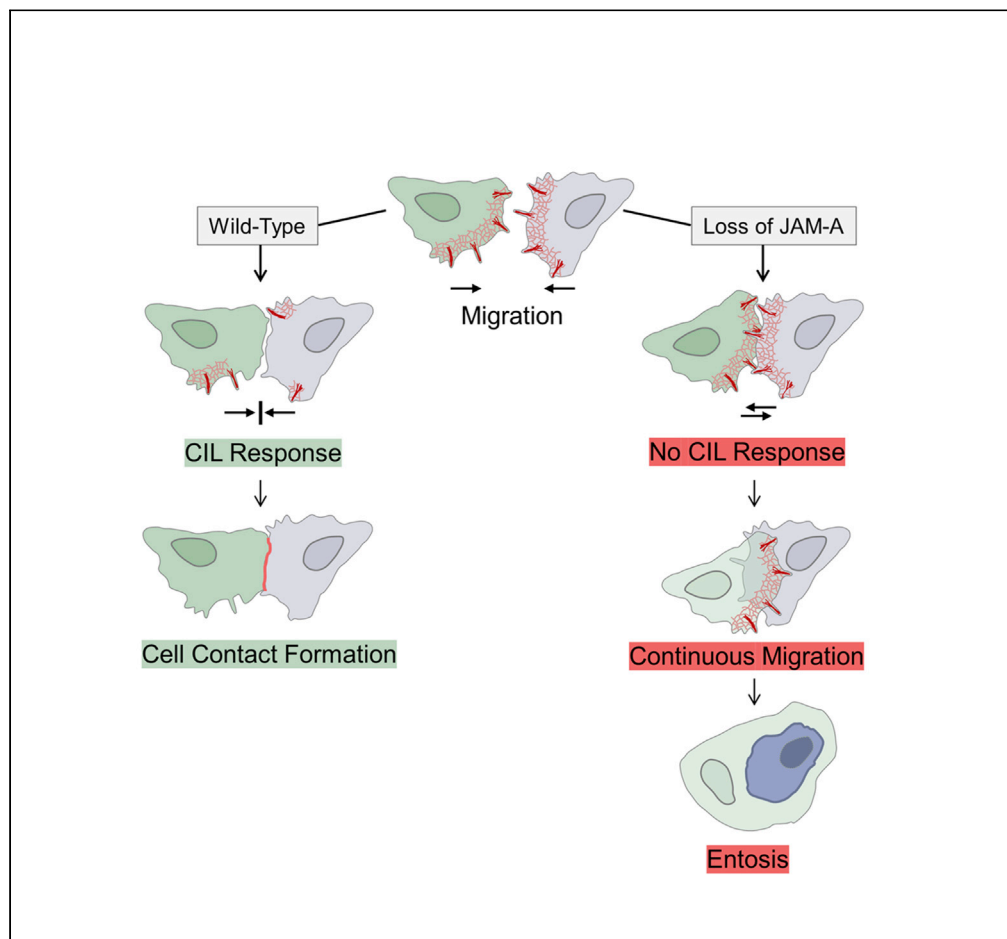 Wild-Type
Loss of JAM-A
Migration
CIL Response
No CIL Response
Cell Contact Formation
Continuous Migration
Entosis